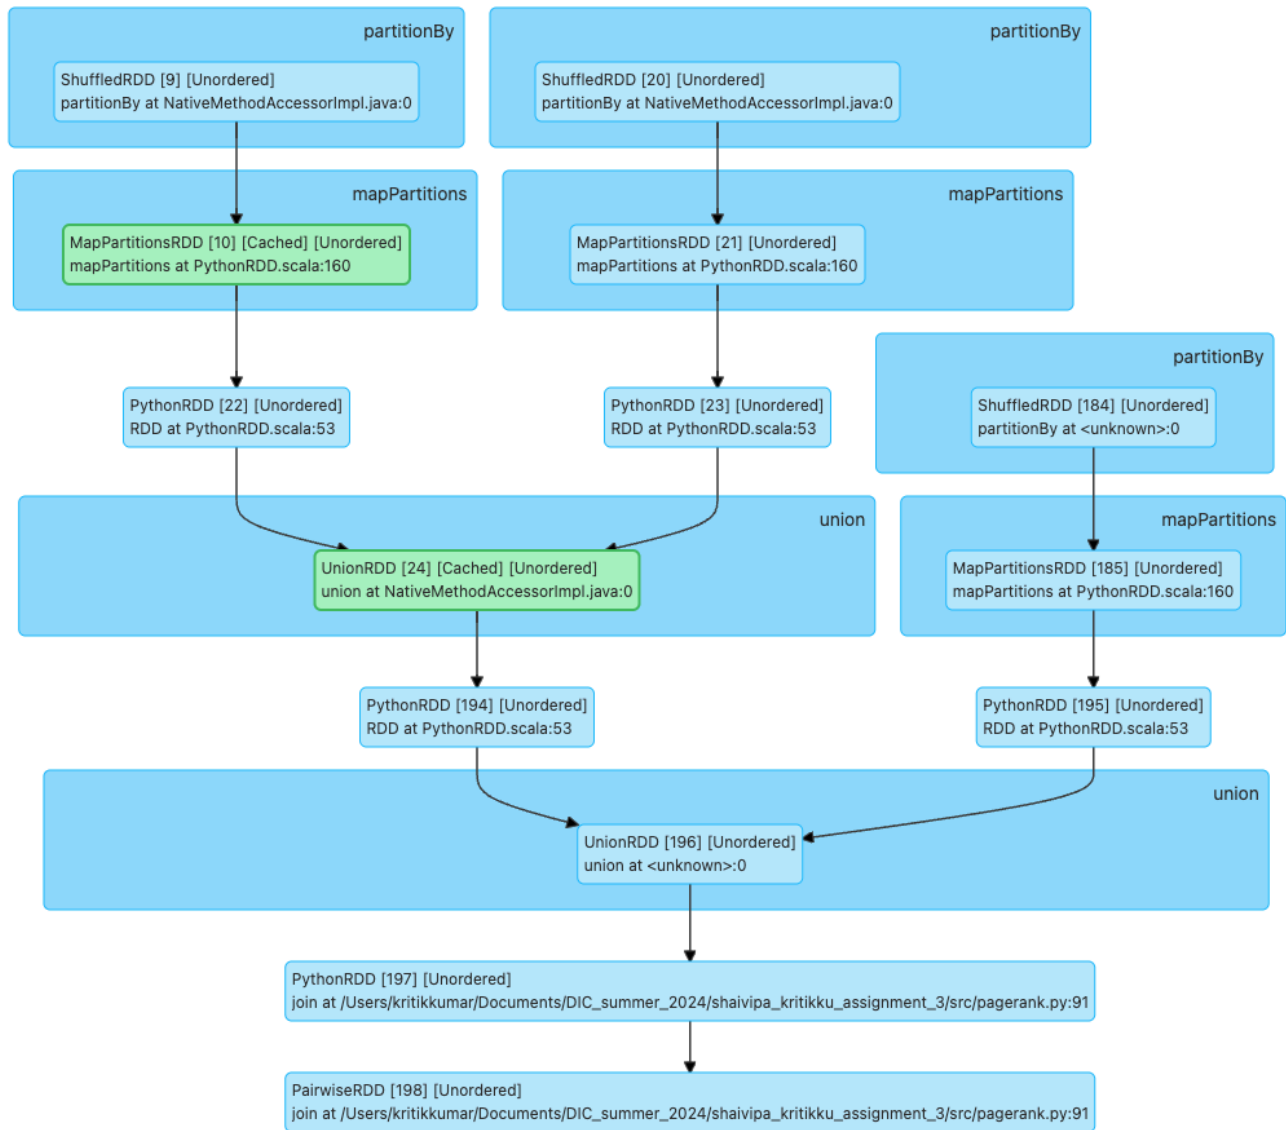 partitionBy
ShuffledRDD [9] [Unordered]
partitionBy at NativeMethodAccessorImpl.java:0
partitionBy
ShuffledRDD [20] [Unordered]
partitionBy at NativeMethodAccessorImpl.java:0
mapPartitions
MapPartitionsRDD [10] [Cached] [Unordered]
mapPartitions at PythonRDD.scala:160
mapPartitions
MapPartitionsRDD [21] [Unordered]
mapPartitions at PythonRDD.scala:160
PythonRDD [22] [Unordered]
RDD at PythonRDD.scala:53
PythonRDD [23] [Unordered]
RDD at PythonRDD.scala:53
partitionBy
ShuffledRDD [184] [Unordered]
partitionBy at <unknown>:0
union
UnionRDD [24] [Cached] [Unordered]
union at NativeMethodAccessorImpl.java:0
mapPartitions
MapPartitionsRDD [185] [Unordered]
mapPartitions at PythonRDD.scala:160
PythonRDD [194] [Unordered]
RDD at PythonRDD.scala:53
PythonRDD [195] [Unordered]
RDD at PythonRDD.scala:53
union
UnionRDD [196] [Unordered]
union at <unknown>:0
PythonRDD [197] [Unordered]
join at /Users/kritikkumar/Documents/DIC_summer_2024/shaivipa_kritikku_assignment_3/src/pagerank.py:91
PairwiseRDD [198] [Unordered]
join at /Users/kritikkumar/Documents/DIC_summer_2024/shaivipa_kritikku_assignment_3/src/pagerank.py:91